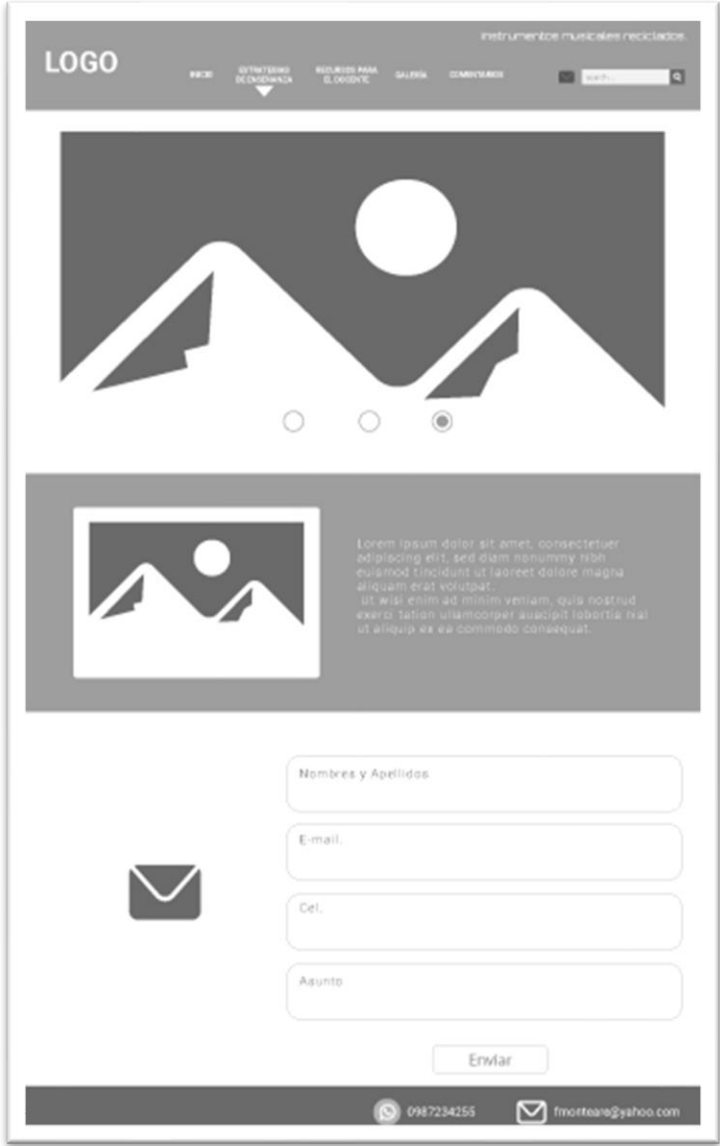 instrumentos musicales reciclados.
LOGO
INICIO
ESTRATEGIAS
DE ENSEÑANZA
RECURSOS PARA
EL DOCENTE
GALERÍA
COMENTARIOS
search...
Lorem ipsum dolor sit amet, consectetuer
adipiscing elit, sed diam nonummy nibh
euismod tincidunt ut laoreet dolore magna
aliquam erat volutpat.
Ut wisi enim ad minim veniam, quis nostrud
exerci tation ullamcorper suscipit lobortis nisl
ut aliquip ex ea commodo consequat.
Nombres y Apellidos
E-mail.
Cel.
Asunto
Enviar
0987234255
fmonteare@yahoo.com